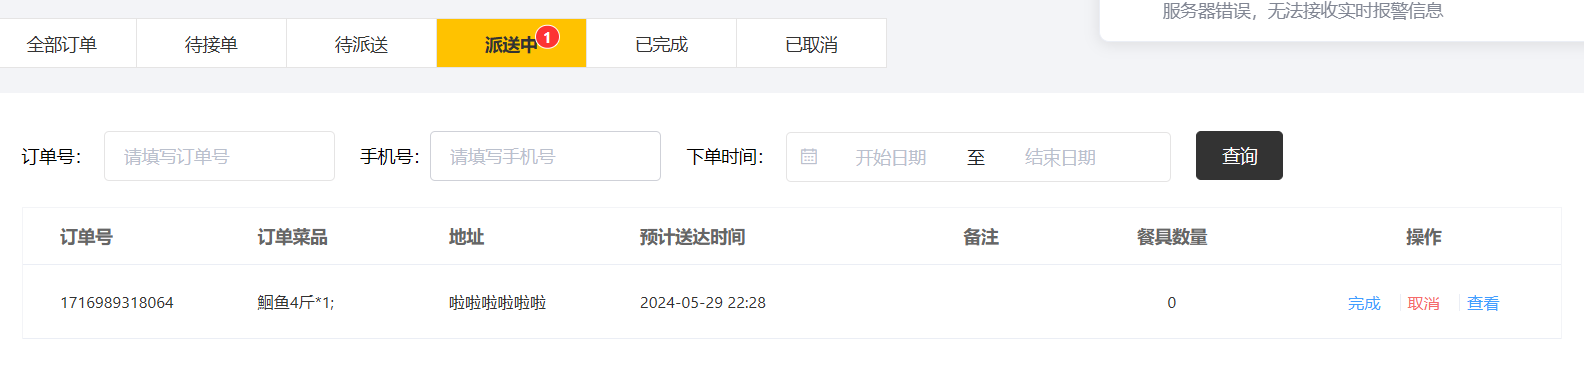 服务器错误，无法接收实时报警信息
全部订单 待接单 待派送 派送中 1 已完成 已取消
订单号： 请填写订单号 手机号： 请填写手机号 下单时间： 开始日期 至 结束日期 查询
订单号 订单菜品 地址 预计送达时间 备注 餐具数量 操作
1716989318064 鮰鱼4斤*1; 啦啦啦啦啦啦 2024-05-29 22:28 0 完成 取消 查看